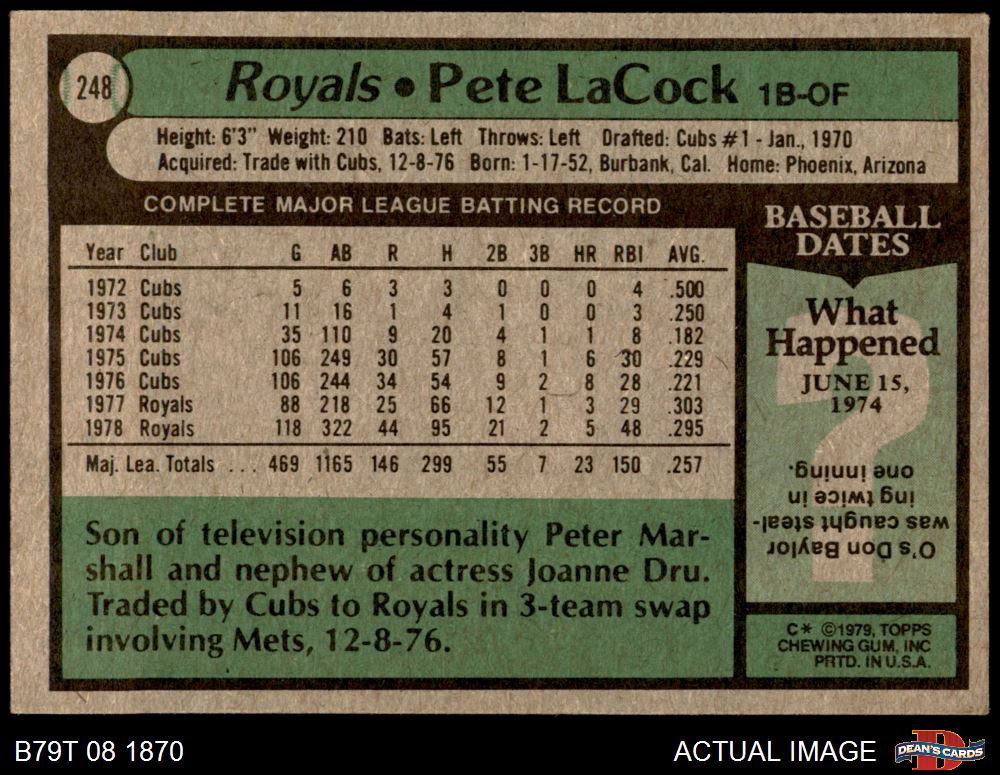 248
Royals • Pete LaCock 1B-OF
Height: 6'3" Weight: 210 Bats: Left Throws: Left Drafted: Cubs #1 - Jan., 1970
Acquired: Trade with Cubs, 12-8-76 Born: 1-17-52, Burbank, Cal. Home: Phoenix, Arizona
COMPLETE MAJOR LEAGUE BATTING RECORD
Year Club G AB R H 2B 3B HR RBI AVG.
1972 Cubs 5 6 3 3 0 0 0 4 .500
1973 Cubs 11 16 1 4 1 0 0 3 .250
1974 Cubs 35 110 9 20 4 1 1 8 .182
1975 Cubs 106 249 30 57 8 1 6 30 .229
1976 Cubs 106 244 34 54 9 2 8 28 .221
1977 Royals 88 218 25 66 12 1 3 29 .303
1978 Royals 118 322 44 95 21 2 5 48 .295
Maj. Lea. Totals ... 469 1165 146 299 55 7 23 150 .257
Son of television personality Peter Mar-
shall and nephew of actress Joanne Dru.
Traded by Cubs to Royals in 3-team swap
involving Mets, 12-8-76.
BASEBALL
DATES
What
Happened
JUNE 15,
1974
?
O's Don Baylor
was caught steal-
ing twice in
one inning.
C* ©1979, TOPPS
CHEWING GUM, INC
PRTD. IN U.S.A.
B79T 08 1870
ACTUAL IMAGE
D
DEAN'S CARDS